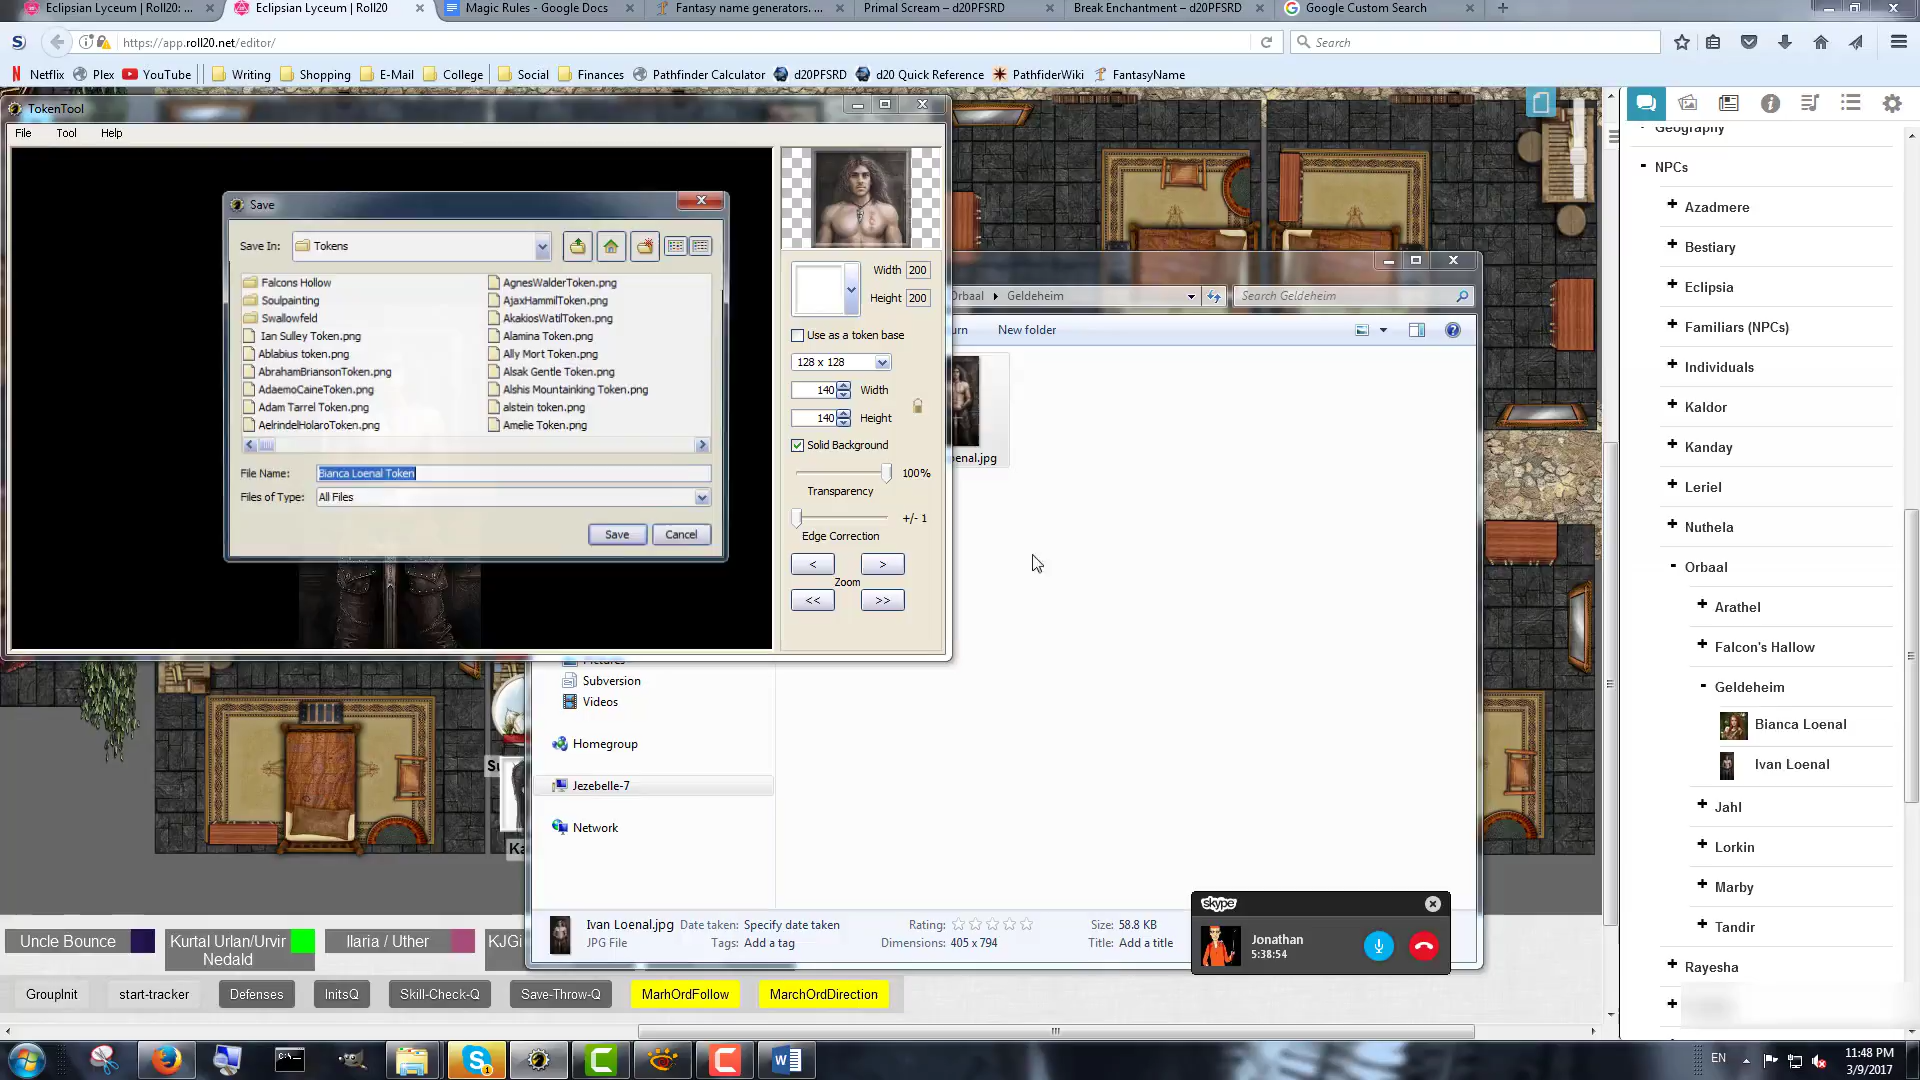 Eclipsian Lyceum | Roll20: ...
Eclipsian Lyceum | Roll20
Magic Rules - Google Docs
Fantasy name generators. ...
Primal Scream – d20PFSRD
Break Enchantment – d20PFSRD
Google Custom Search
https://app.roll20.net/editor/
Search
Netflix
Plex
YouTube
Writing
Shopping
E-Mail
College
Social
Finances
Pathfinder Calculator
d20PFSRD
d20 Quick Reference
PathfiderWiki
FantasyName
TokenTool
File
Tool
Help
Save
Save In:
Tokens
Falcons Hollow
Soulpainting
Swallowfeld
Ian Sulley Token.png
Ablabius token.png
AbrahamBriansonToken.png
AdaemoCaineToken.png
Adam Tarrel Token.png
AelrindelHolaroToken.png
AgnesWalderToken.png
AjaxHammilToken.png
AkakiosWatilToken.png
Alamina Token.png
Ally Mort Token.png
Alsak Gentle Token.png
Alshis Mountainking Token.png
alstein token.png
Amelie Token.png
File Name:
Bianca Loenal Token
Files of Type:
All Files
Save
Cancel
Width 200
Height 200
Use as a token base
128 x 128
140 Width
140 Height
Solid Background
100%
Transparency
+/- 1
Edge Correction
<
>
Zoom
<<
>>
Orbaal
Geldeheim
Search Geldeheim
urn
New folder
enal.jpg
Pictures
Subversion
Videos
Homegroup
Jezebelle-7
Network
Ivan Loenal.jpg
JPG File
Date taken: Specify date taken
Tags: Add a tag
Rating:
Dimensions: 405 x 794
Size: 58.8 KB
Title: Add a title
skype
Jonathan
5:38:54
Geography
NPCs
Azadmere
Bestiary
Eclipsia
Familiars (NPCs)
Individuals
Kaldor
Kanday
Leriel
Nuthela
Orbaal
Arathel
Falcon's Hallow
Geldeheim
Bianca Loenal
Ivan Loenal
Jahl
Lorkin
Marby
Tandir
Rayesha
Su
Ka
Uncle Bounce
Kurtal Urlan/Urvir
Nedald
Ilaria / Uther
KJGi
GroupInit
start-tracker
Defenses
InitsQ
Skill-Check-Q
Save-Throw-Q
MarhOrdFollow
MarchOrdDirection
EN
11:48 PM
3/9/2017